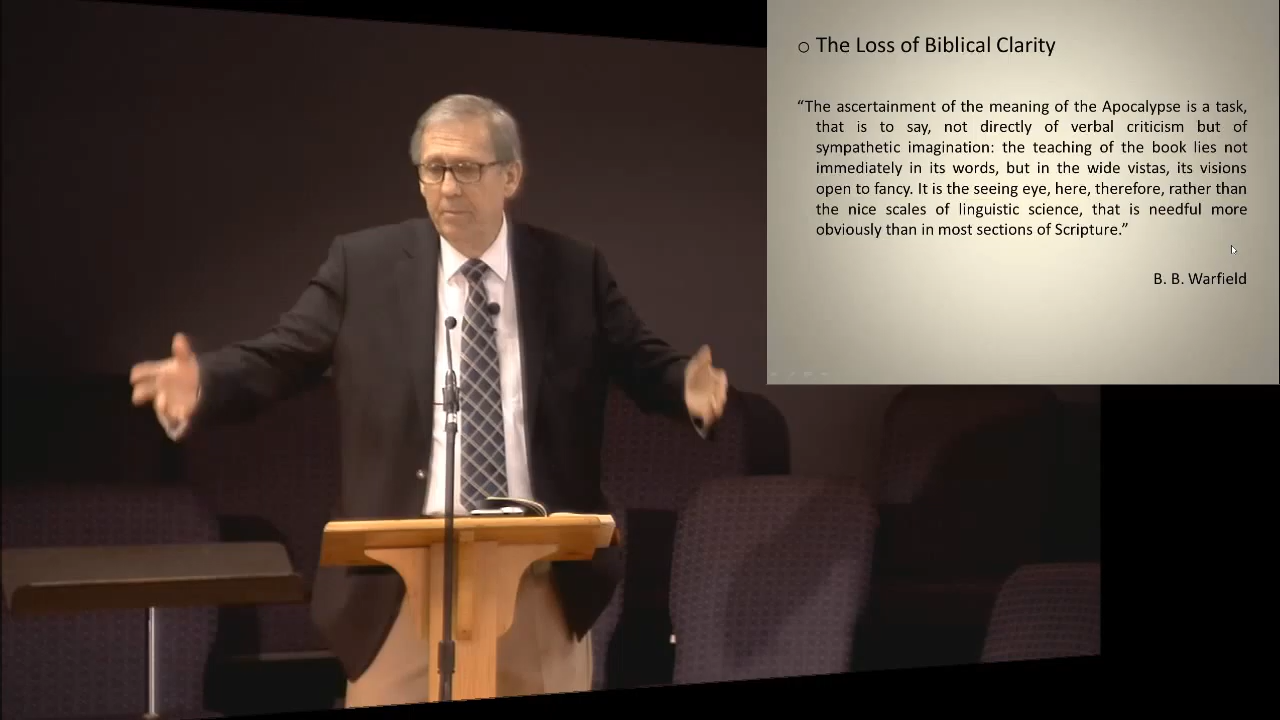 ○ The Loss of Biblical Clarity
“The ascertainment of the meaning of the Apocalypse is a task,
that is to say, not directly of verbal criticism but of
sympathetic imagination: the teaching of the book lies not
immediately in its words, but in the wide vistas, its visions
open to fancy. It is the seeing eye, here, therefore, rather than
the nice scales of linguistic science, that is needful more
obviously than in most sections of Scripture.”
B. B. Warfield